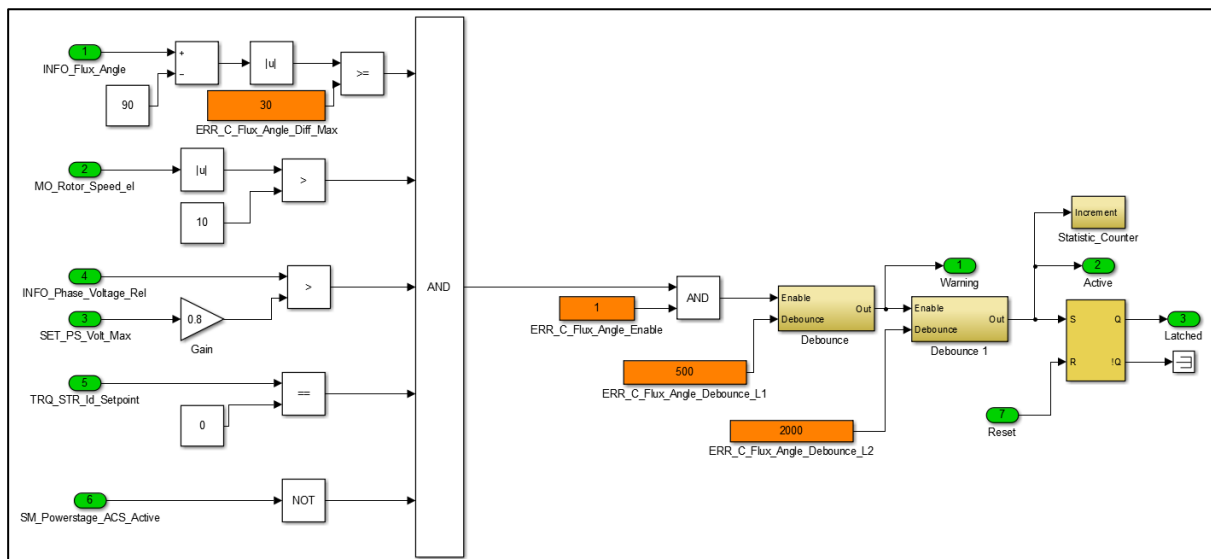 1
INFO_Flux_Angle
+
−
90
|u|
30
ERR_C_Flux_Angle_Diff_Max
>=
2
MO_Rotor_Speed_el
|u|
10
>
4
INFO_Phase_Voltage_Rel
3
SET_PS_Volt_Max
0.8
Gain
>
5
TRQ_STR_Id_Setpoint
0
==
6
SM_Powerstage_ACS_Active
NOT
AND
1
ERR_C_Flux_Angle_Enable
AND
500
ERR_C_Flux_Angle_Debounce_L1
Enable
Debounce
Out
Debounce
2000
ERR_C_Flux_Angle_Debounce_L2
1
Warning
Enable
Debounce
Out
Debounce 1
Increment
Statistic_Counter
2
Active
S
R
Q
!Q
3
Latched
7
Reset